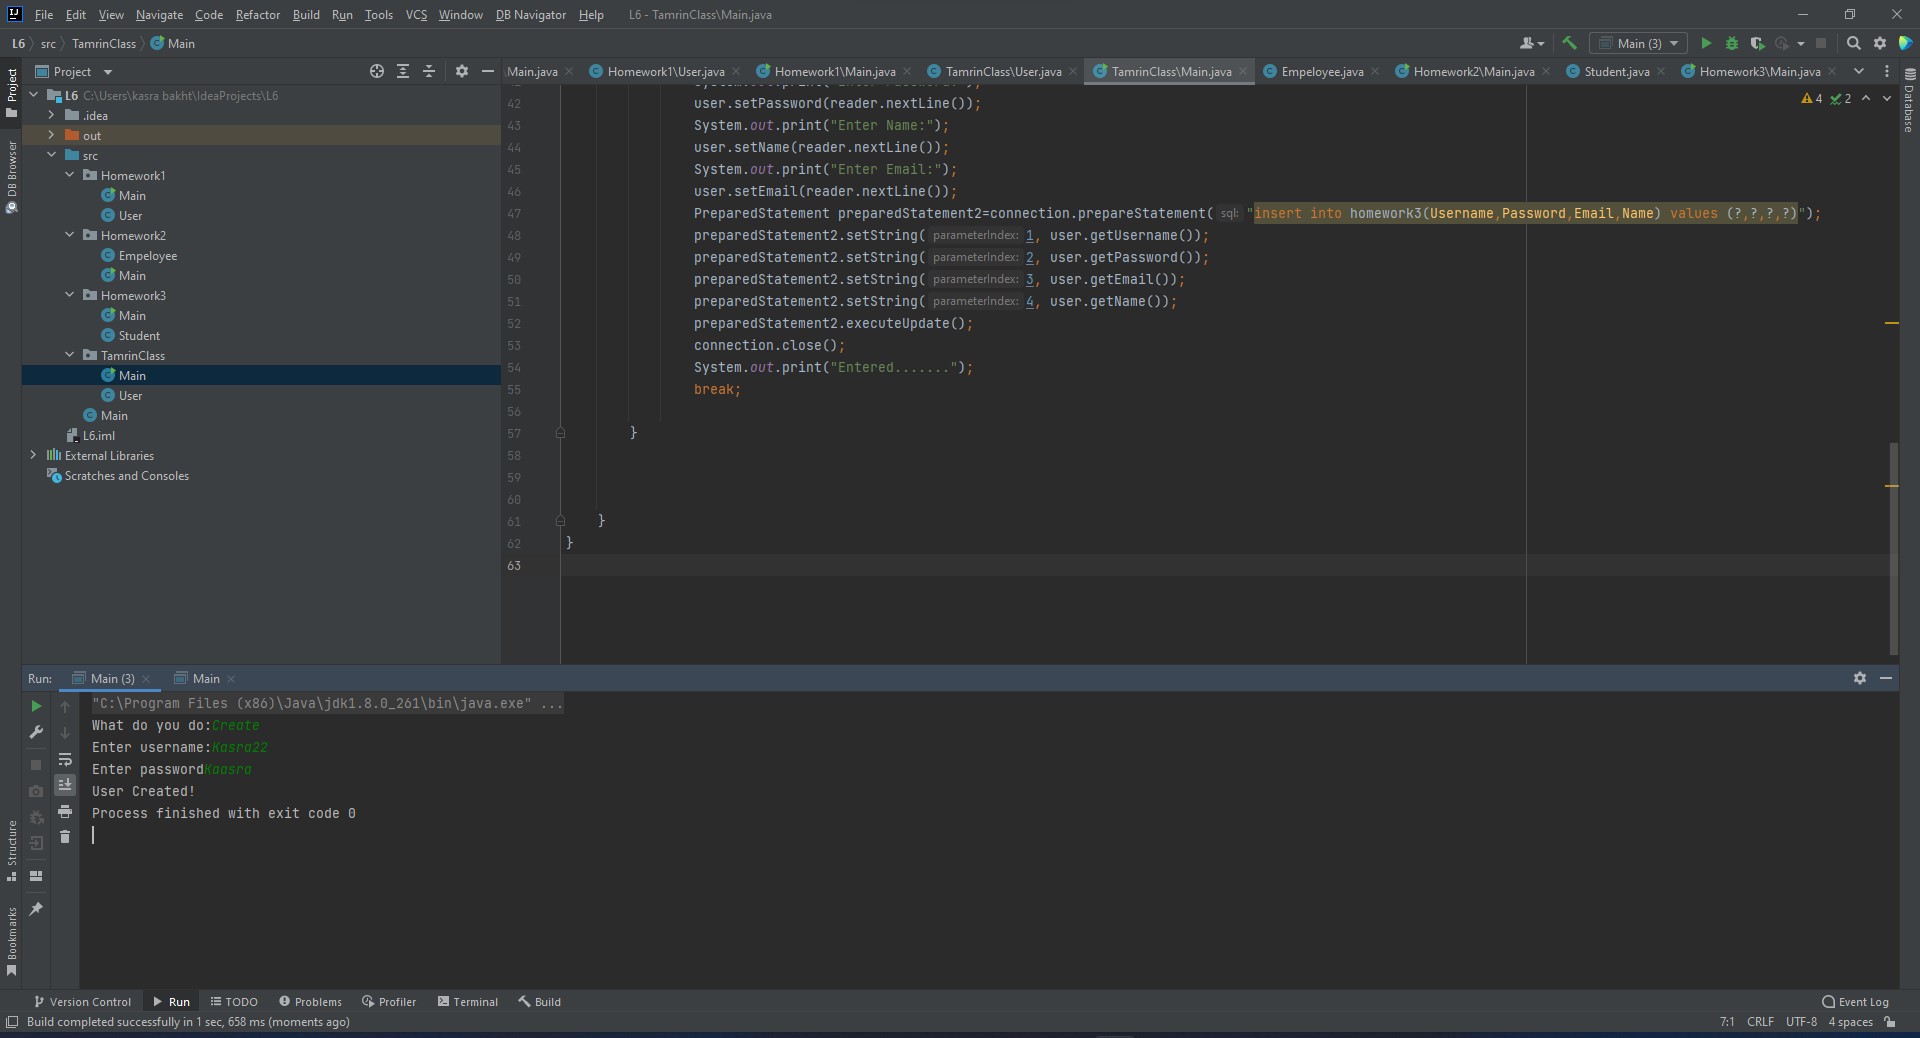 File Edit View Navigate Code Refactor Build Run Tools VCS Window DB Navigator Help L6 - TamrinClass\Main.java
L6 src TamrinClass Main
Main (3)
Project
Main.java Homework1\User.java Homework1\Main.java TamrinClass\User.java TamrinClass\Main.java Empeloyee.java Homework2\Main.java Student.java Homework3\Main.java
Project
DB Browser
Structure
Bookmarks
Database
L6 C:\Users\kasra bakht\IdeaProjects\L6
.idea
out
src
Homework1
Main
User
Homework2
Empeloyee
Main
Homework3
Main
Student
TamrinClass
Main
User
Main
L6.iml
External Libraries
Scratches and Consoles
4 2
42 user.setPassword(reader.nextLine());
43 System.out.print("Enter Name:");
44 user.setName(reader.nextLine());
45 System.out.print("Enter Email:");
46 user.setEmail(reader.nextLine());
47 PreparedStatement preparedStatement2=connection.prepareStatement( sql: "insert into homework3(Username,Password,Email,Name) values (?,?,?,?)");
48 preparedStatement2.setString( parameterIndex: 1, user.getUsername());
49 preparedStatement2.setString( parameterIndex: 2, user.getPassword());
50 preparedStatement2.setString( parameterIndex: 3, user.getEmail());
51 preparedStatement2.setString( parameterIndex: 4, user.getName());
52 preparedStatement2.executeUpdate();
53 connection.close();
54 System.out.print("Entered.......");
55 break;
56
57 }
58
59
60
61 }
62 }
63
Run: Main (3) Main
"C:\Program Files (x86)\Java\jdk1.8.0_261\bin\java.exe" ...
What do you do:Create
Enter username:Kasra22
Enter passwordKaasra
User Created!
Process finished with exit code 0
Version Control Run TODO Problems Profiler Terminal Build Event Log
Build completed successfully in 1 sec, 658 ms (moments ago) 7:1 CRLF UTF-8 4 spaces